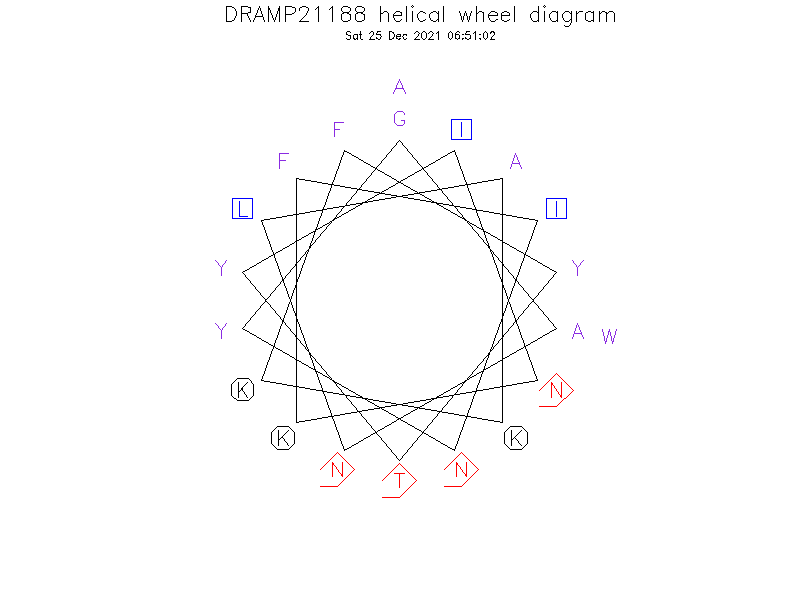 DRAMP21188 helical wheel diagram
Sat 25 Dec 2021 06:51:02
A
G
F I
F A
L I
Y Y
Y A W
K N
K K
N T N